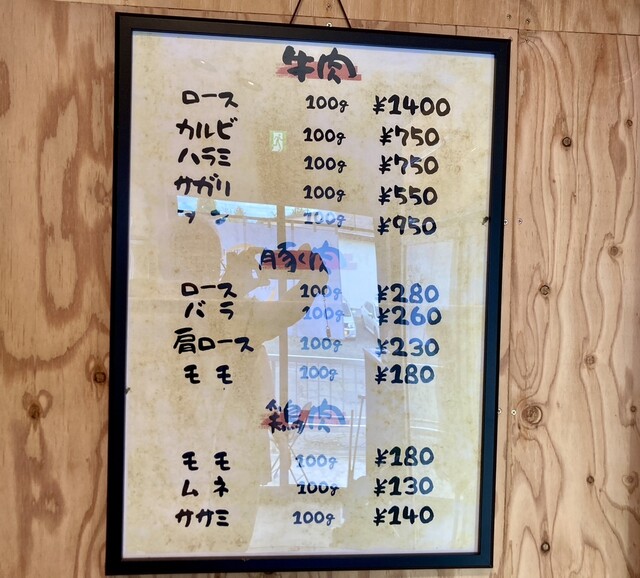 牛肉
ロース 100g ¥1400
カルビ 100g ¥750
ハラミ 100g ¥750
サガリ 100g ¥550
タン 100g ¥950
豚肉
ロース 100g ¥280
バラ 100g ¥260
肩ロース 100g ¥230
モモ 100g ¥180
鶏肉
モモ 100g ¥180
ムネ 100g ¥130
ササミ 100g ¥140